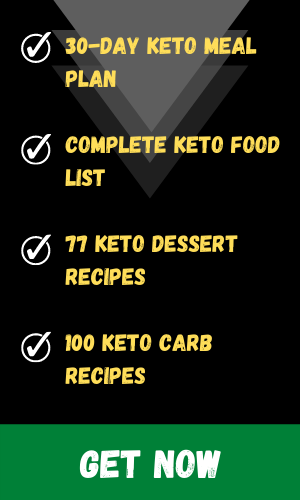 30-DAY KETO MEAL
PLAN
COMPLETE KETO FOOD
LIST
77 KETO DESSERT
RECIPES
100 KETO CARB
RECIPES
GET NOW